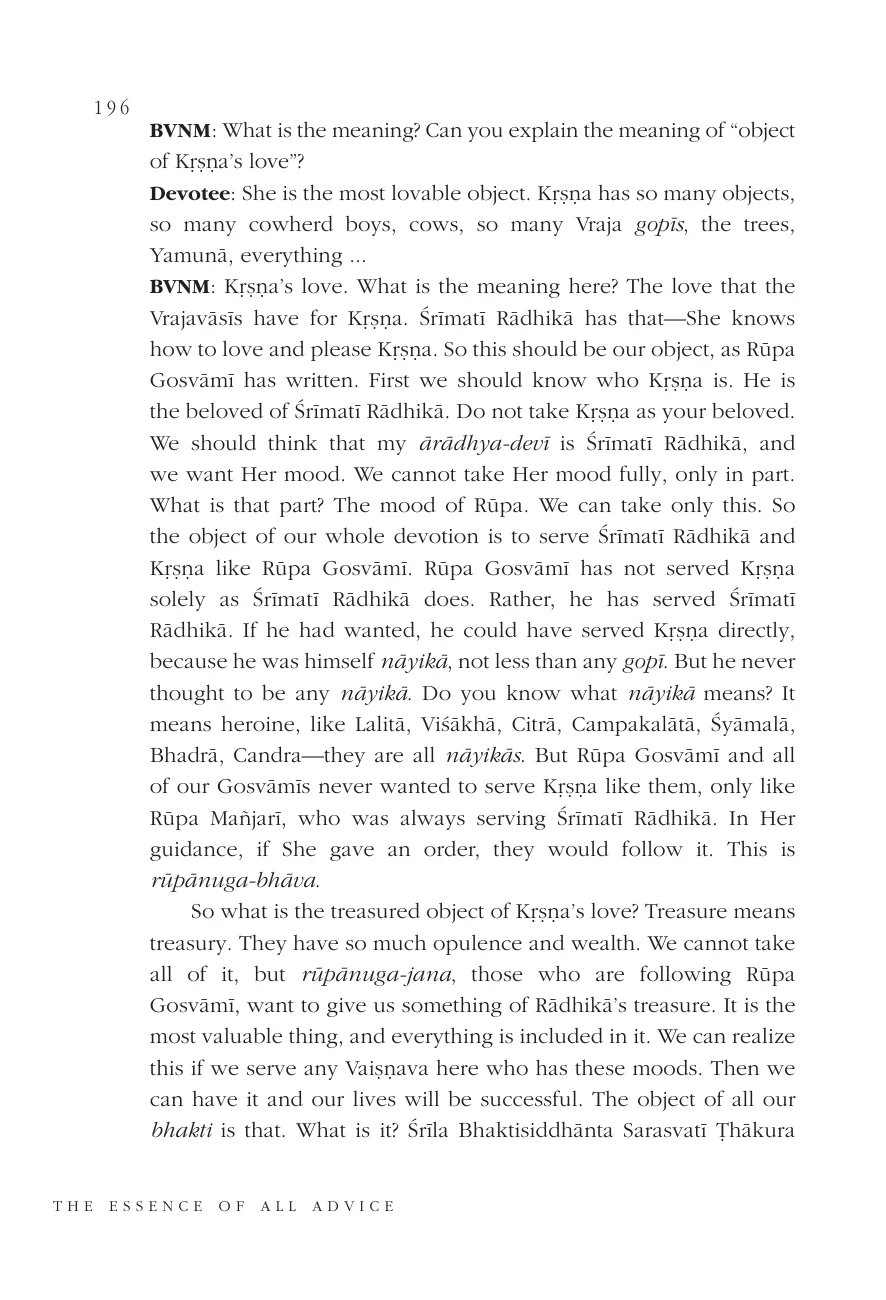 196
BVNM: What is the meaning? Can you explain the meaning of “object
of Kṛṣṇa’s love”?
Devotee: She is the most lovable object. Kṛṣṇa has so many objects,
so many cowherd boys, cows, so many Vraja gopīs, the trees,
Yamunā, everything ...
BVNM: Kṛṣṇa’s love. What is the meaning here? The love that the
Vrajavāsīs have for Kṛṣṇa. Śrīmatī Rādhikā has that—She knows
how to love and please Kṛṣṇa. So this should be our object, as Rūpa
Gosvāmī has written. First we should know who Kṛṣṇa is. He is
the beloved of Śrīmatī Rādhikā. Do not take Kṛṣṇa as your beloved.
We should think that my ārādhya-devī is Śrīmatī Rādhikā, and
we want Her mood. We cannot take Her mood fully, only in part.
What is that part? The mood of Rūpa. We can take only this. So
the object of our whole devotion is to serve Śrīmatī Rādhikā and
Kṛṣṇa like Rūpa Gosvāmī. Rūpa Gosvāmī has not served Kṛṣṇa
solely as Śrīmatī Rādhikā does. Rather, he has served Śrīmatī
Rādhikā. If he had wanted, he could have served Kṛṣṇa directly,
because he was himself nāyikā, not less than any gopī. But he never
thought to be any nāyikā. Do you know what nāyikā means? It
means heroine, like Lalitā, Viśākhā, Citrā, Campakalātā, Śyāmalā,
Bhadrā, Candra—they are all nāyikās. But Rūpa Gosvāmī and all
of our Gosvāmīs never wanted to serve Kṛṣṇa like them, only like
Rūpa Mañjarī, who was always serving Śrīmatī Rādhikā. In Her
guidance, if She gave an order, they would follow it. This is
rūpānuga-bhāva.
So what is the treasured object of Kṛṣṇa’s love? Treasure means
treasury. They have so much opulence and wealth. We cannot take
all of it, but rūpānuga-jana, those who are following Rūpa
Gosvāmī, want to give us something of Rādhikā’s treasure. It is the
most valuable thing, and everything is included in it. We can realize
this if we serve any Vaiṣṇava here who has these moods. Then we
can have it and our lives will be successful. The object of all our
bhakti is that. What is it? Śrīla Bhaktisiddhānta Sarasvatī Ṭhākura
THE ESSENCE OF ALL ADVICE